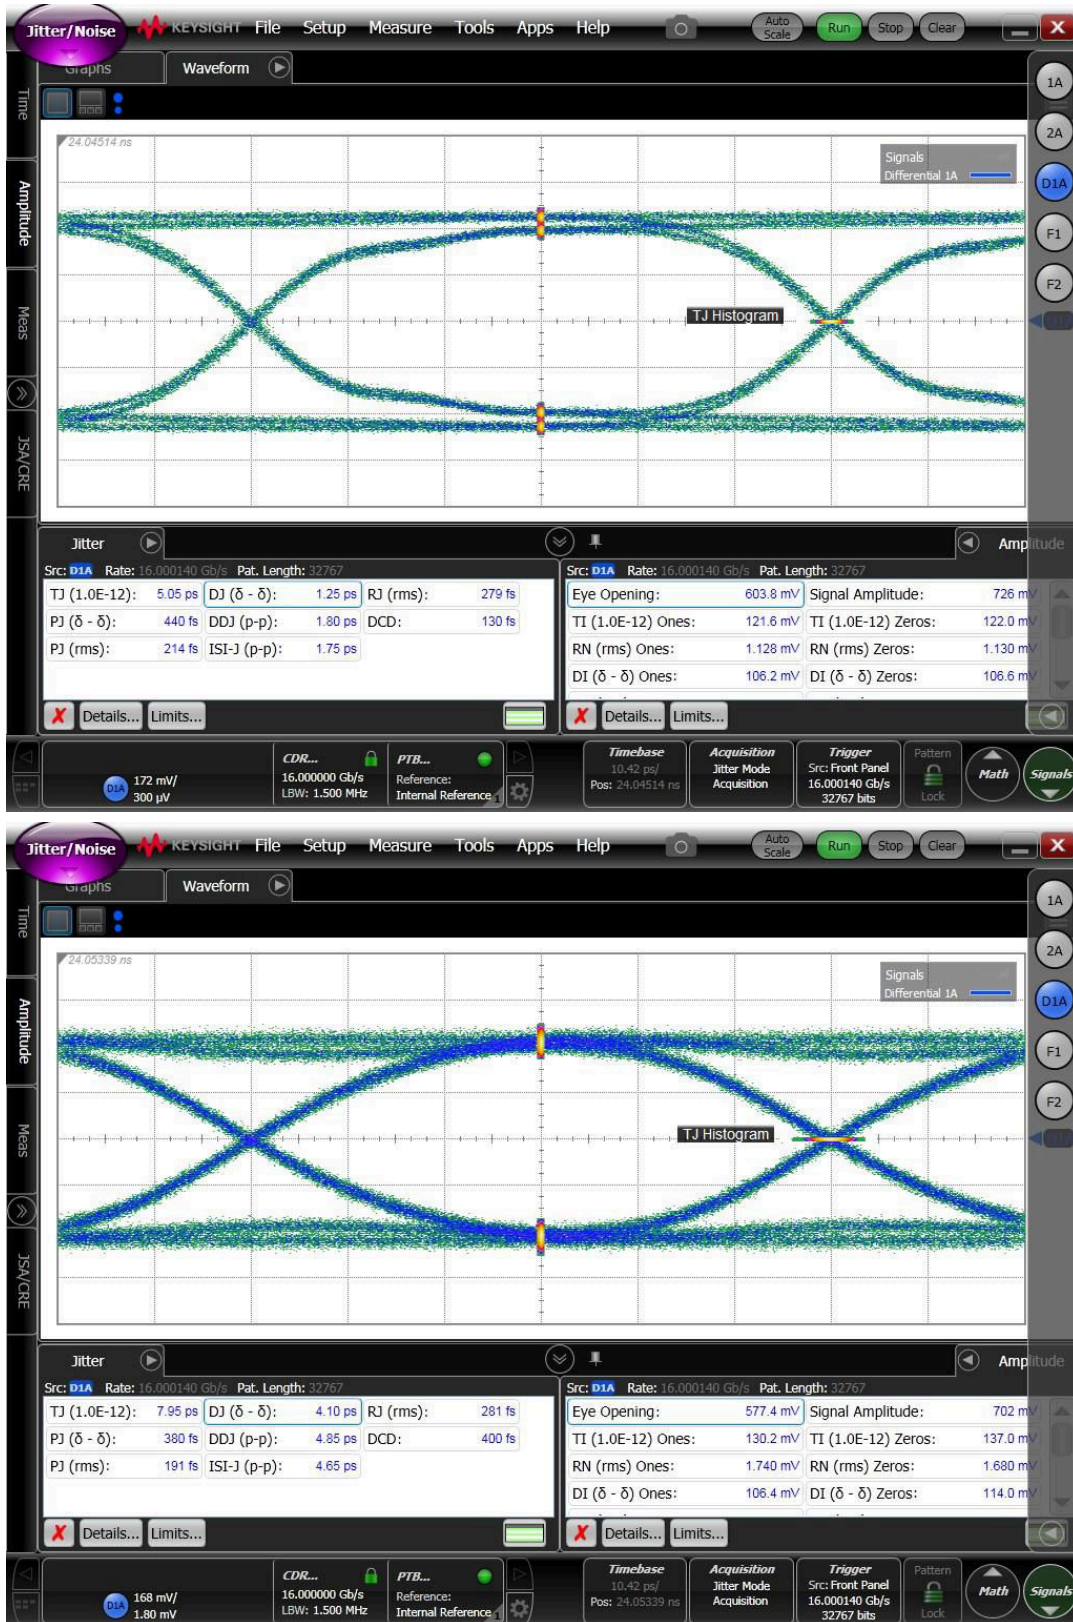 Jitter/Noise KEYSIGHT File Setup Measure Tools Apps Help Auto Scale Run Stop Clear X
Graphs Waveform
Time
Amplitude
Meas
JSA/CRE
24.04514 ns
Signals
Differential 1A
TJ Histogram
1A
2A
D1A
F1
F2
Jitter Amplitude
Src: D1A Rate: 16.000140 Gb/s Pat. Length: 32767
TJ (1.0E-12): 5.05 ps DJ (δ - δ): 1.25 ps RJ (rms): 279 fs
PJ (δ - δ): 440 fs DDJ (p-p): 1.80 ps DCD: 130 fs
PJ (rms): 214 fs ISI-J (p-p): 1.75 ps
Details... Limits...
Src: D1A Rate: 16.000140 Gb/s Pat. Length: 32767
Eye Opening: 603.8 mV Signal Amplitude: 726 mV
TI (1.0E-12) Ones: 121.6 mV TI (1.0E-12) Zeros: 122.0 mV
RN (rms) Ones: 1.128 mV RN (rms) Zeros: 1.130 mV
DI (δ - δ) Ones: 106.2 mV DI (δ - δ) Zeros: 106.6 mV
Details... Limits...
D1A 172 mV/
300 µV
CDR...
16.000000 Gb/s
LBW: 1.500 MHz
PTB...
Reference:
Internal Reference
1
Timebase
10.42 ps/
Pos: 24.04514 ns
Acquisition
Jitter Mode
Acquisition
Trigger
Src: Front Panel
16.000140 Gb/s
32767 bits
Pattern
Lock
Math
Signals
Jitter/Noise KEYSIGHT File Setup Measure Tools Apps Help Auto Scale Run Stop Clear X
Graphs Waveform
Time
Amplitude
Meas
JSA/CRE
24.05339 ns
Signals
Differential 1A
TJ Histogram
1A
2A
D1A
F1
F2
Jitter Amplitude
Src: D1A Rate: 16.000140 Gb/s Pat. Length: 32767
TJ (1.0E-12): 7.95 ps DJ (δ - δ): 4.10 ps RJ (rms): 281 fs
PJ (δ - δ): 380 fs DDJ (p-p): 4.85 ps DCD: 400 fs
PJ (rms): 191 fs ISI-J (p-p): 4.65 ps
Details... Limits...
Src: D1A Rate: 16.000140 Gb/s Pat. Length: 32767
Eye Opening: 577.4 mV Signal Amplitude: 702 mV
TI (1.0E-12) Ones: 130.2 mV TI (1.0E-12) Zeros: 137.0 mV
RN (rms) Ones: 1.740 mV RN (rms) Zeros: 1.680 mV
DI (δ - δ) Ones: 106.4 mV DI (δ - δ) Zeros: 114.0 mV
Details... Limits...
D1A 168 mV/
1.80 mV
CDR...
16.000000 Gb/s
LBW: 1.500 MHz
PTB...
Reference:
Internal Reference
1
Timebase
10.42 ps/
Pos: 24.05339 ns
Acquisition
Jitter Mode
Acquisition
Trigger
Src: Front Panel
16.000140 Gb/s
32767 bits
Pattern
Lock
Math
Signals